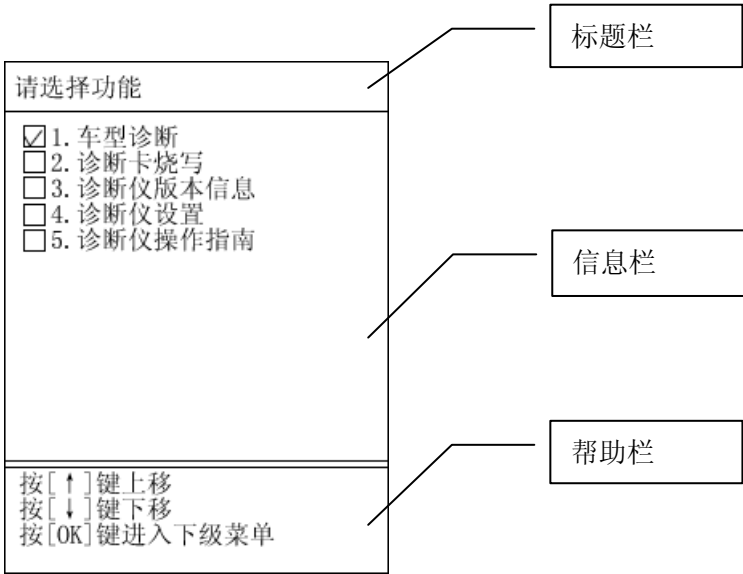 标题栏
请选择功能
1.车型诊断
2.诊断卡烧写
3.诊断仪版本信息
4.诊断仪设置
5.诊断仪操作指南
信息栏
帮助栏
按[↑]键上移
按[↓]键下移
按[OK]键进入下级菜单